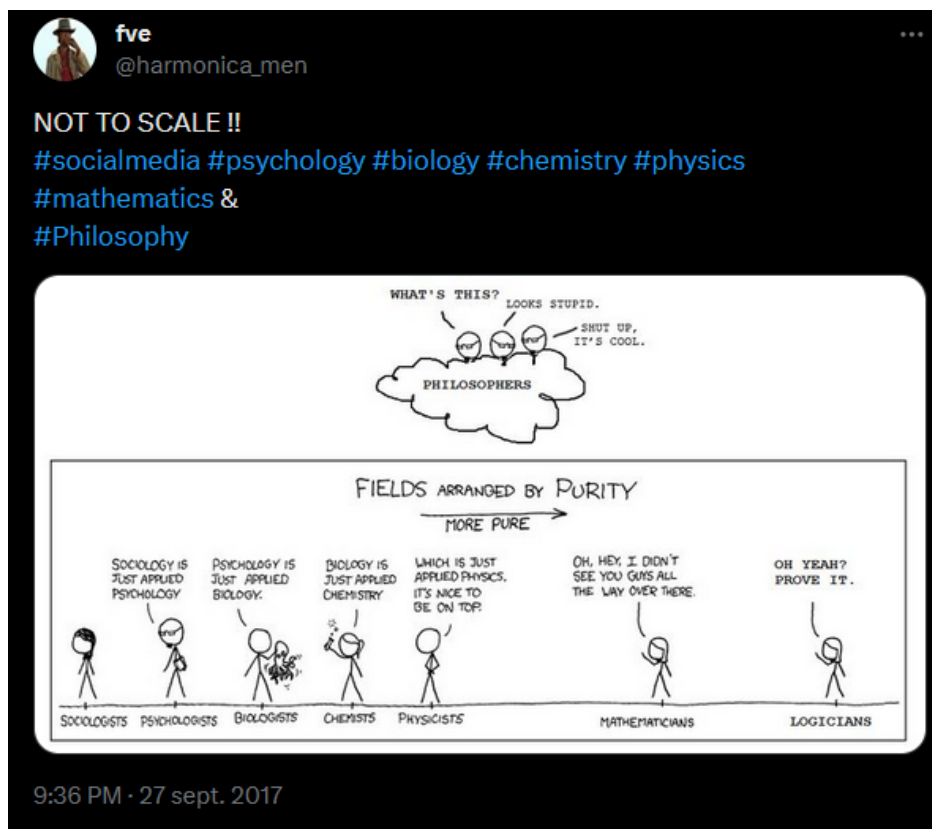 fve
@harmonica_men
NOT TO SCALE !!
#socialmedia #psychology #biology #chemistry #physics
#mathematics &
#Philosophy
WHAT'S THIS?
LOOKS STUPID.
SHUT UP,
IT'S COOL.
PHILOSOPHERS
FIELDS ARRANGED BY PURITY
MORE PURE
SOCIOLOGY IS
JUST APPLIED
PSYCHOLOGY
PSYCHOLOGY IS
JUST APPLIED
BIOLOGY.
BIOLOGY IS
JUST APPLIED
CHEMISTRY
WHICH IS JUST
APPLIED PHYSICS.
IT'S NICE TO
BE ON TOP.
OH, HEY, I DIDN'T
SEE YOU GUYS ALL
THE WAY OVER THERE.
OH YEAH?
PROVE IT.
SOCIOLOGISTS
PSYCHOLOGISTS
BIOLOGISTS
CHEMISTS
PHYSICISTS
MATHEMATICIANS
LOGICIANS
9:36 PM · 27 sept. 2017